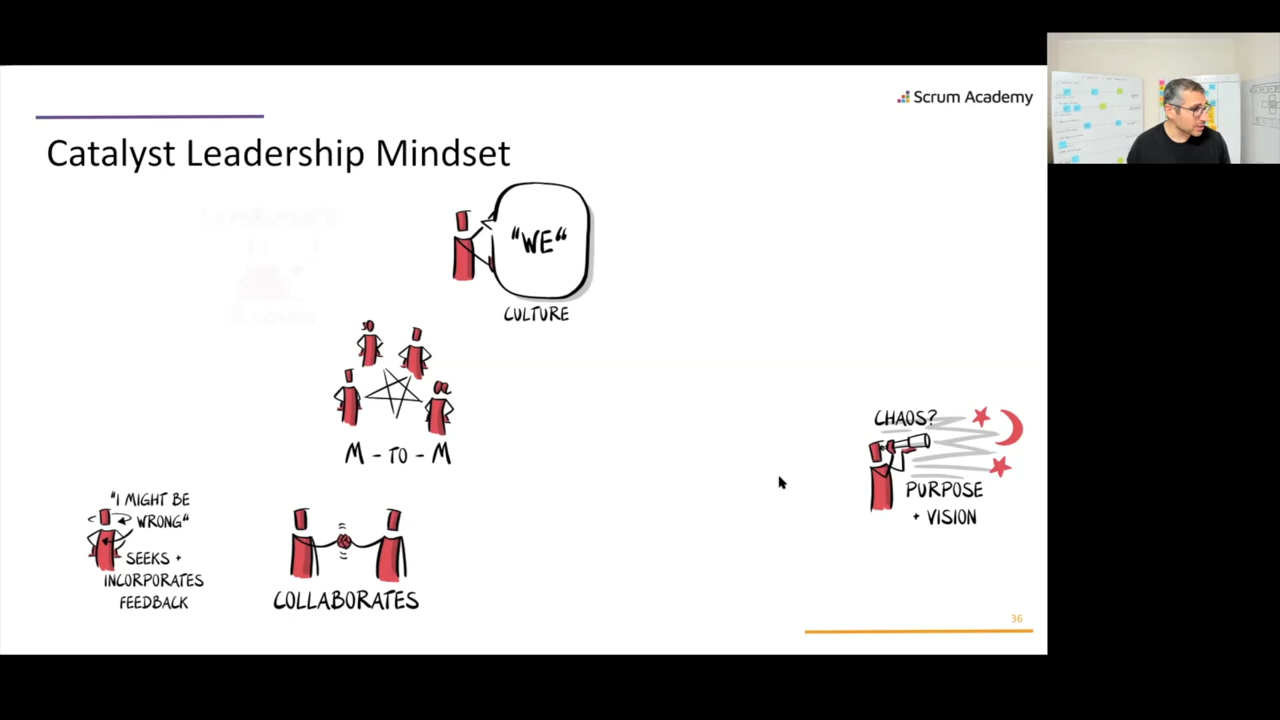 Scrum Academy
Catalyst Leadership Mindset
"WE"
CULTURE
M - TO - M
CHAOS?
PURPOSE
+ VISION
"I MIGHT BE
WRONG"
SEEKS +
INCORPORATES
FEEDBACK
COLLABORATES
36